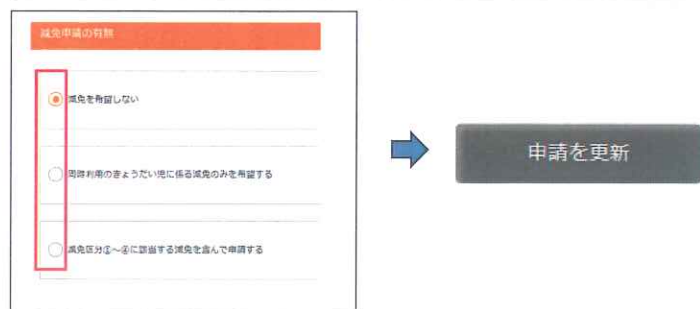 減免申請の有無
減免を希望しない
同時利用のきょうだい児に係る減免のみを希望する
減免区分①～④に該当する減免を含んで申請する
申請を更新